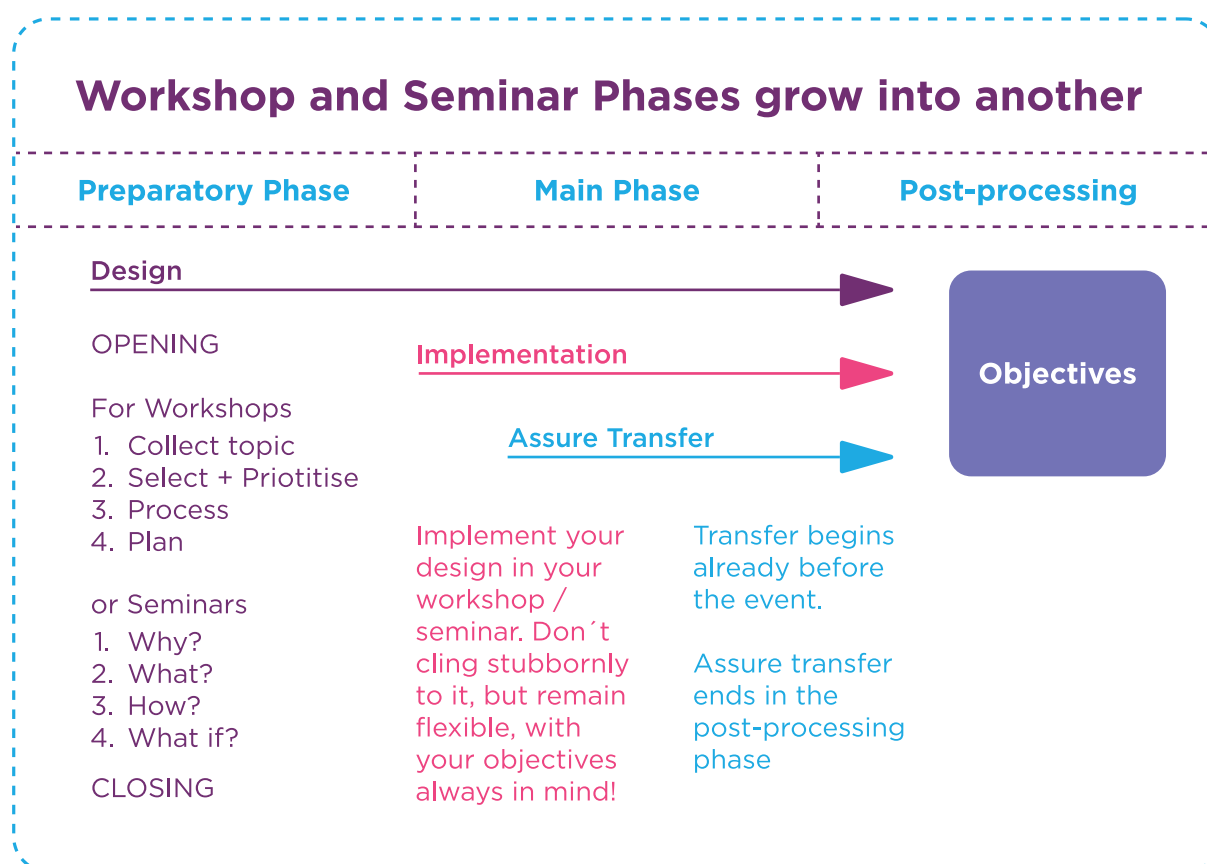 Workshop and Seminar Phases grow into another
Preparatory Phase
Main Phase
Post-processing
Design
OPENING
For Workshops
1. Collect topic
2. Select + Priotitise
3. Process
4. Plan
or Seminars
1. Why?
2. What?
3. How?
4. What if?
CLOSING
Implementation
Assure Transfer
Implement your
design in your
workshop /
seminar. Don´t
cling stubbornly
to it, but remain
flexible, with
your objectives
always in mind!
Transfer begins
already before
the event.
Assure transfer
ends in the
post-processing
phase
Objectives